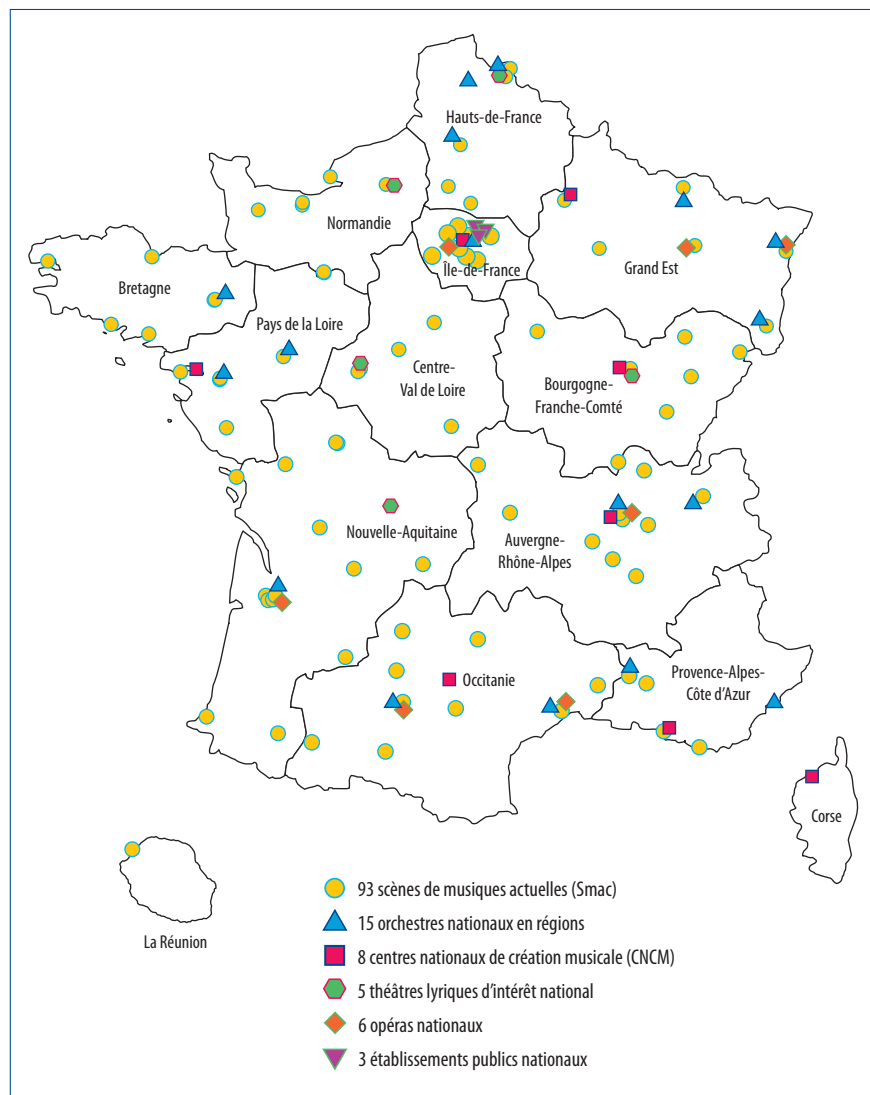 Hauts-de-France
Normandie
Île-de-France
Grand Est
Bretagne
Pays de la Loire
Centre-
Val de Loire
Bourgogne-
Franche-Comté
Nouvelle-Aquitaine
Auvergne-
Rhône-Alpes
Occitanie
Provence-Alpes-
Côte d'Azur
Corse
La Réunion
93 scènes de musiques actuelles (Smac)
15 orchestres nationaux en régions
8 centres nationaux de création musicale (CNCM)
5 théâtres lyriques d'intérêt national
6 opéras nationaux
3 établissements publics nationaux